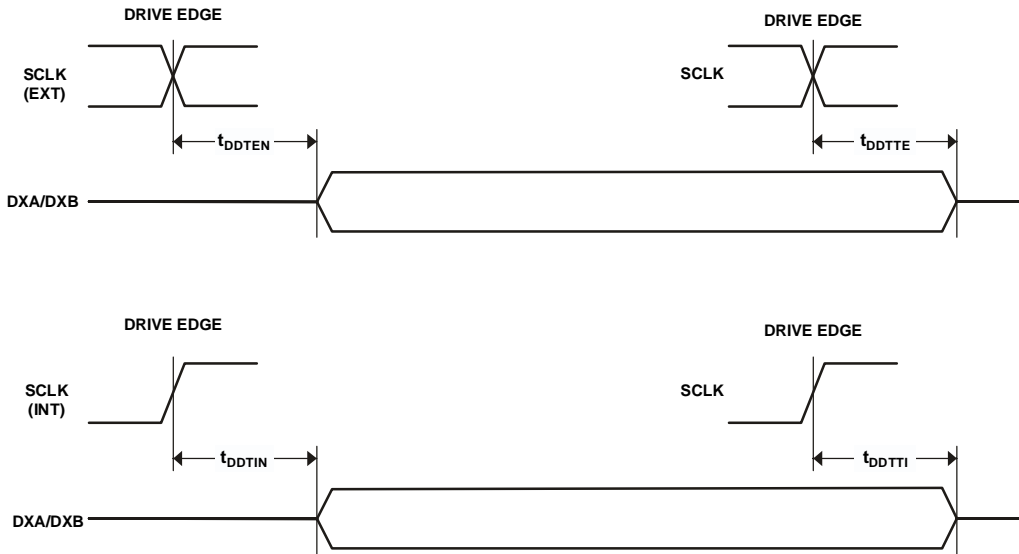 DRIVE EDGE
DRIVE EDGE
SCLK
(EXT)
SCLK
tDDTEN
tDDTTE
DXA/DXB
DRIVE EDGE
DRIVE EDGE
SCLK
(INT)
SCLK
tDDTIN
tDDTTI
DXA/DXB